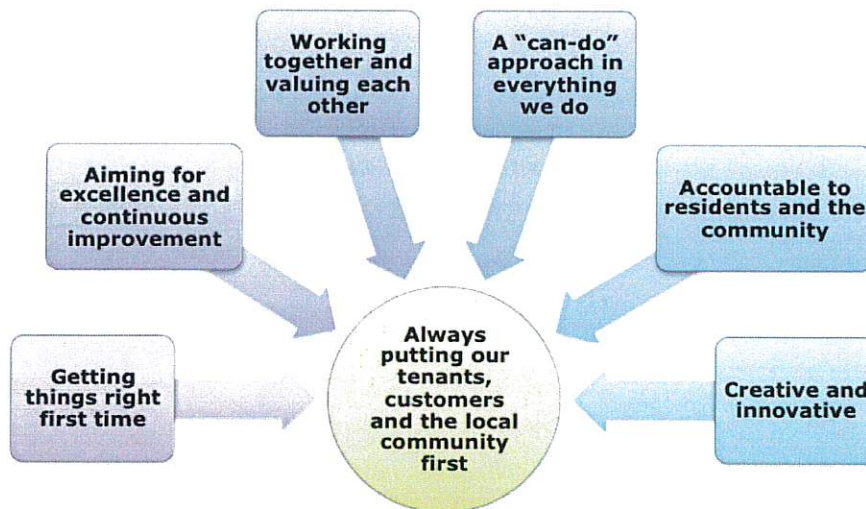 Working
together and
valuing each
other
A “can-do”
approach in
everything
we do
Aiming for
excellence and
continuous
improvement
Accountable to
residents and the
community
Getting
things right
first time
Always
putting our
tenants,
customers
and the local
community
first
Creative and
innovative